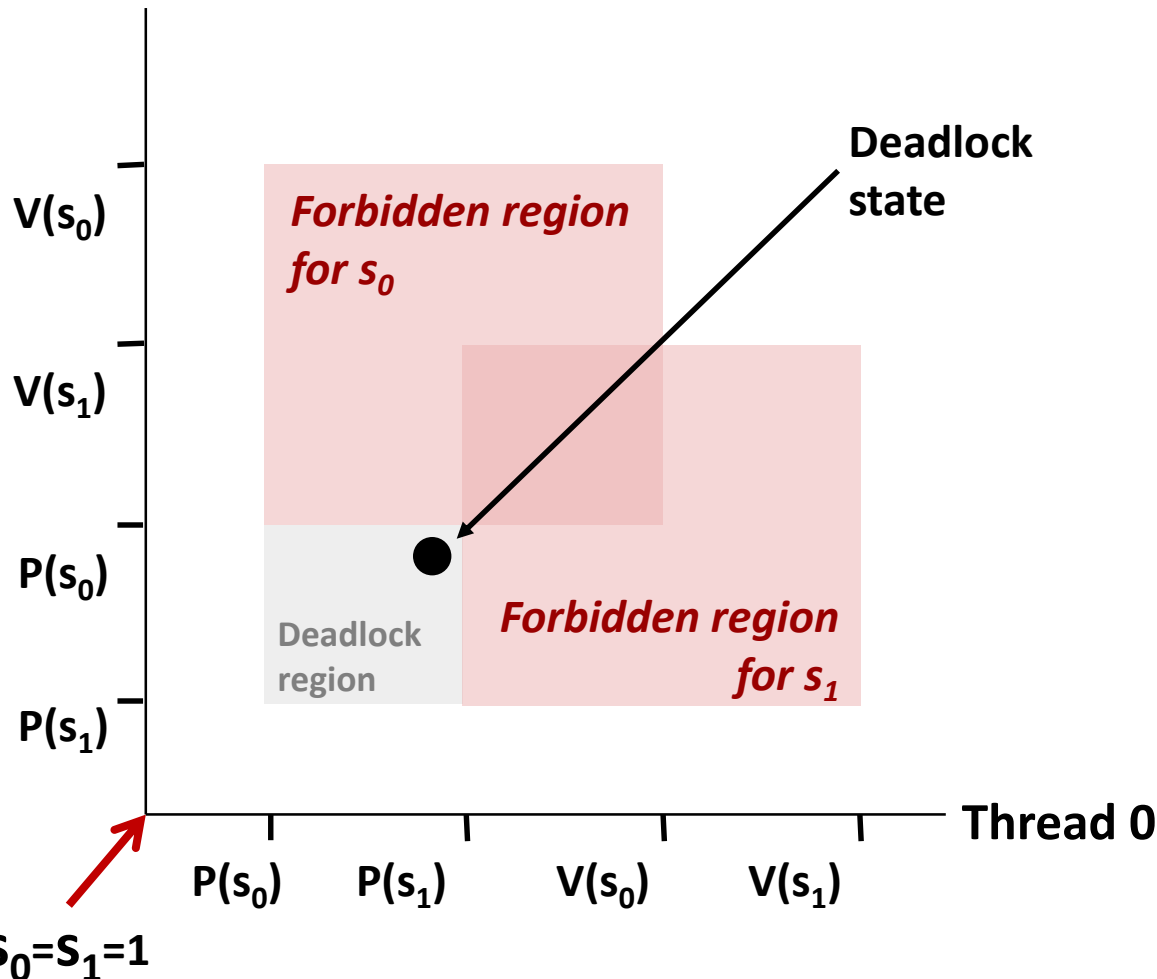 Deadlock
state
V(s₀)
Forbidden region
for s₀
V(s₁)
P(s₀)
Deadlock
region
Forbidden region
for s₁
P(s₁)
Thread 0
P(s₀) P(s₁) V(s₀) V(s₁)
s₀=s₁=1